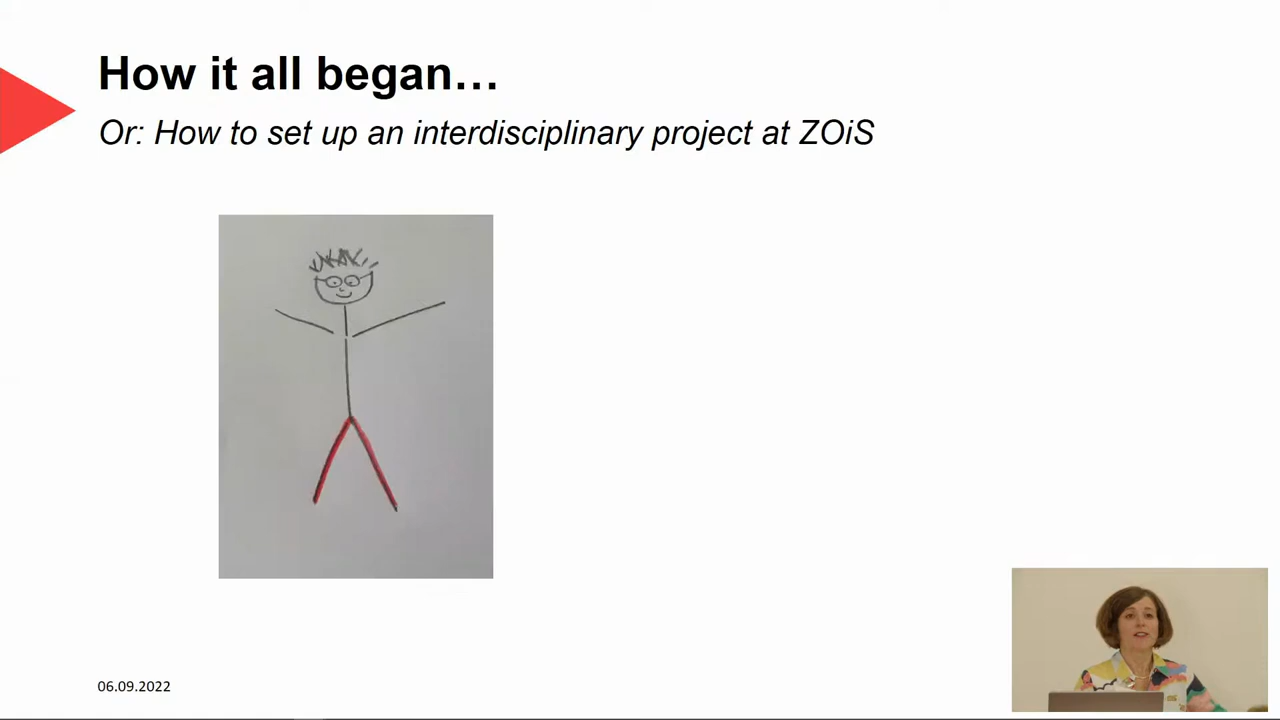 How it all began…
Or: How to set up an interdisciplinary project at ZOiS
06.09.2022